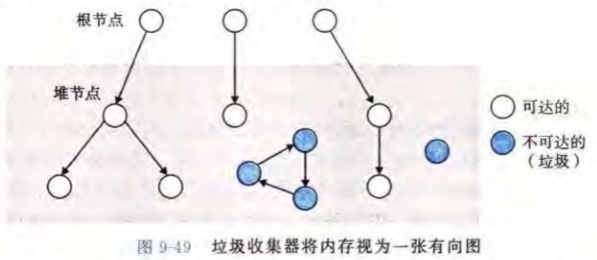 根节点
堆节点
可达的
不可达的
（垃圾）
图 9-49 垃圾收集器将内存视为一张有向图